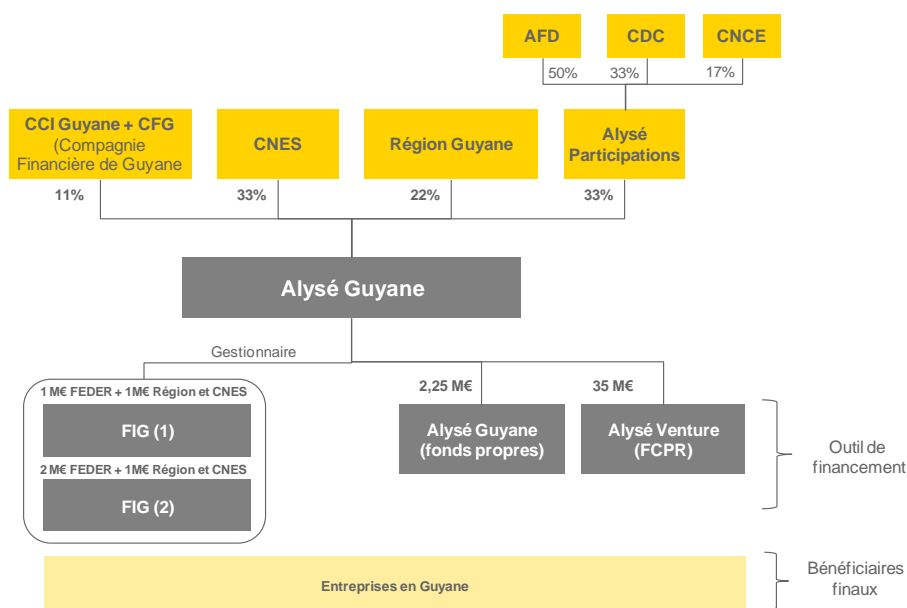 AFD
CDC
CNCE
50%
33%
17%
CCI Guyane + CFG
(Compagnie
Financière de Guyane
CNES
Région Guyane
Alysé
Participations
11%
33%
22%
33%
Alysé Guyane
Gestionnaire
1 M€ FEDER + 1M€ Région et CNES
FIG (1)
2 M€ FEDER + 1M€ Région et CNES
FIG (2)
2,25 M€
35 M€
Alysé Guyane
(fonds propres)
Alysé Venture
(FCPR)
Outil de
financement
Entreprises en Guyane
Bénéficiaires
finaux